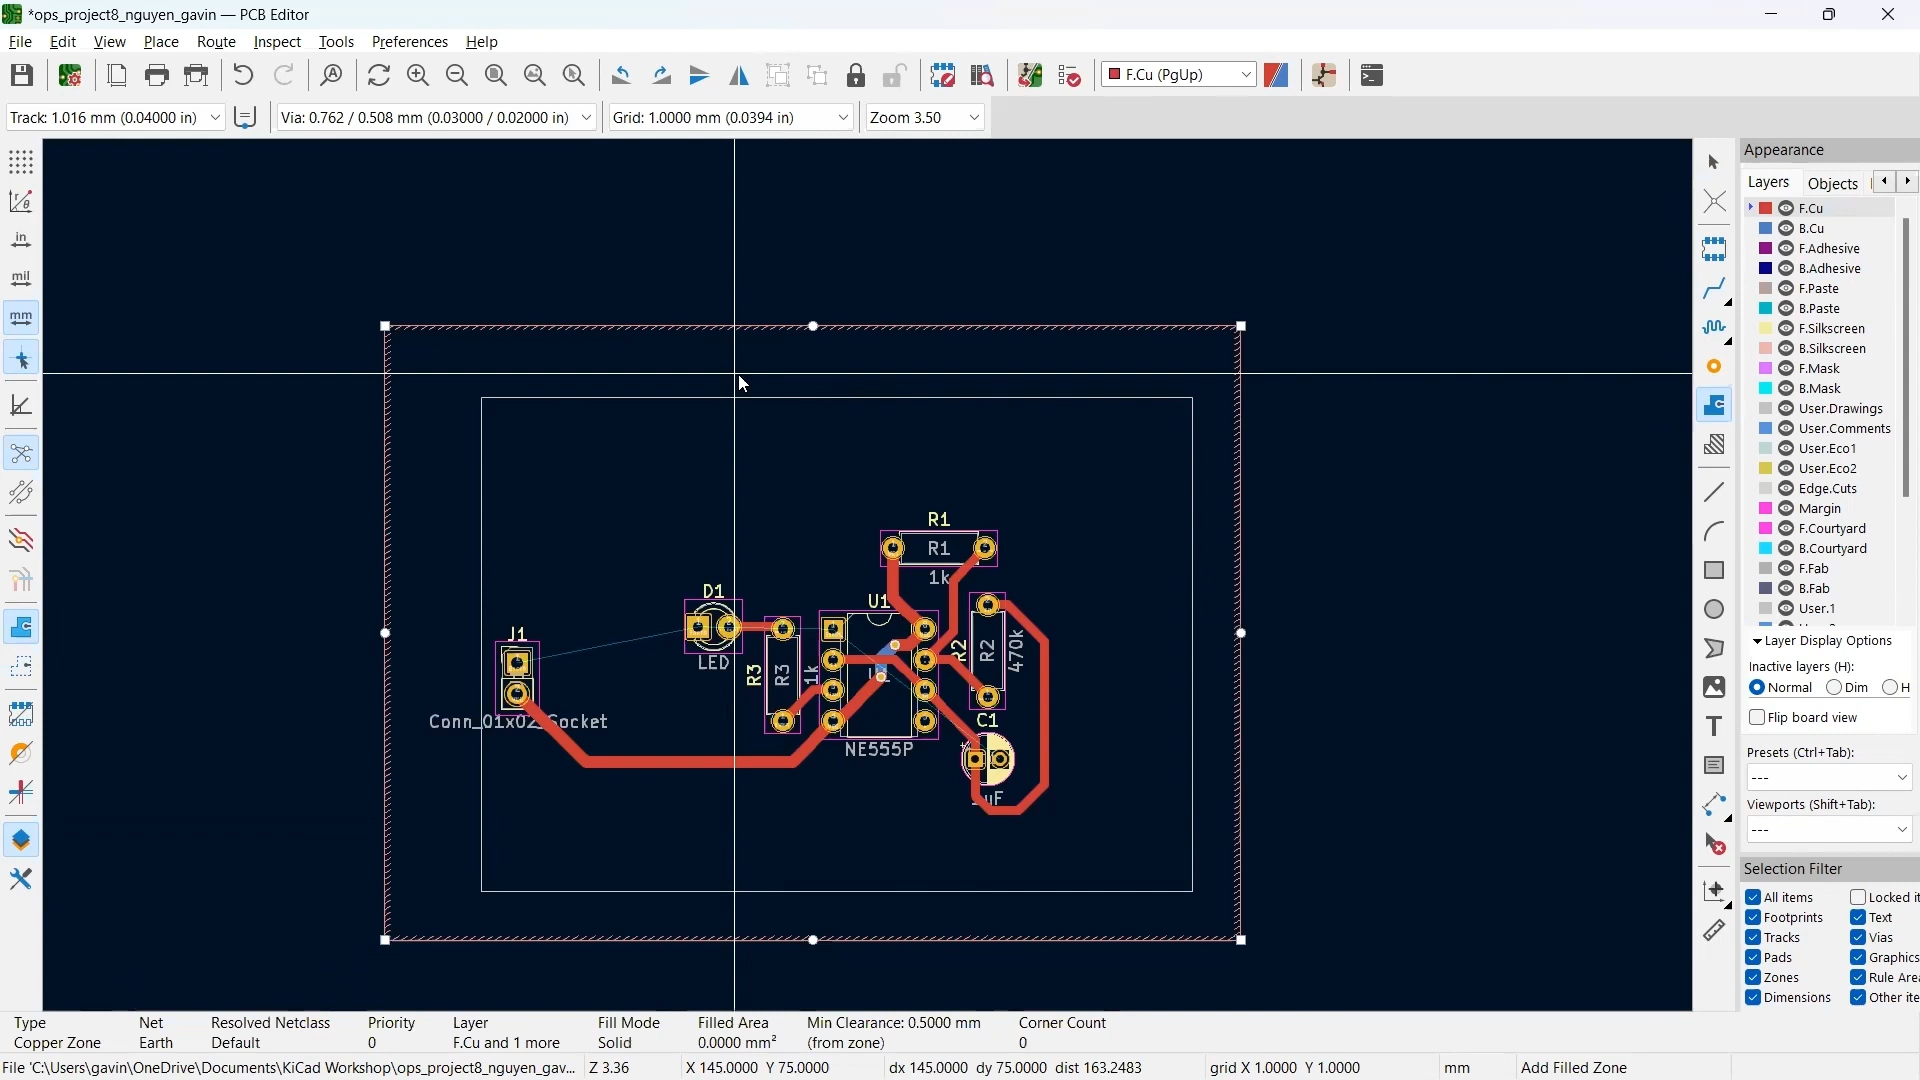 *ops_project8_nguyen_gavin — PCB Editor
File Edit View Place Route Inspect Tools Preferences Help
F.Cu (PgUp)
Track: 1.016 mm (0.04000 in) Via: 0.762 / 0.508 mm (0.03000 / 0.02000 in) Grid: 1.0000 mm (0.0394 in) Zoom 3.50
in
mil
mm
R1
R1
1k
D1
LED
U1
J1
Conn_01x02_Socket
R3
R3
1k
NE555P
R2
R2
470k
C1
Appearance
Layers Objects
F.Cu
B.Cu
F.Adhesive
B.Adhesive
F.Paste
B.Paste
F.Silkscreen
B.Silkscreen
F.Mask
B.Mask
User.Drawings
User.Comments
User.Eco1
User.Eco2
Edge.Cuts
Margin
F.Courtyard
B.Courtyard
F.Fab
B.Fab
User.1
Layer Display Options
Inactive layers (H):
Normal Dim H
Flip board view
Presets (Ctrl+Tab):
---
Viewports (Shift+Tab):
---
Selection Filter
All items Locked it
Footprints Text
Tracks Vias
Pads Graphics
Zones Rule Area
Dimensions Other ite
Type Net Resolved Netclass Priority Layer Fill Mode Filled Area Min Clearance: 0.5000 mm Corner Count
Copper Zone Earth Default 0 F.Cu and 1 more Solid 0.0000 mm² (from zone) 0
File 'C:\Users\gavin\OneDrive\Documents\KiCad Workshop\ops_project8_nguyen_gav... Z 3.36 X 145.0000 Y 75.0000 dx 145.0000 dy 75.0000 dist 163.2483 grid X 1.0000 Y 1.0000 mm Add Filled Zone